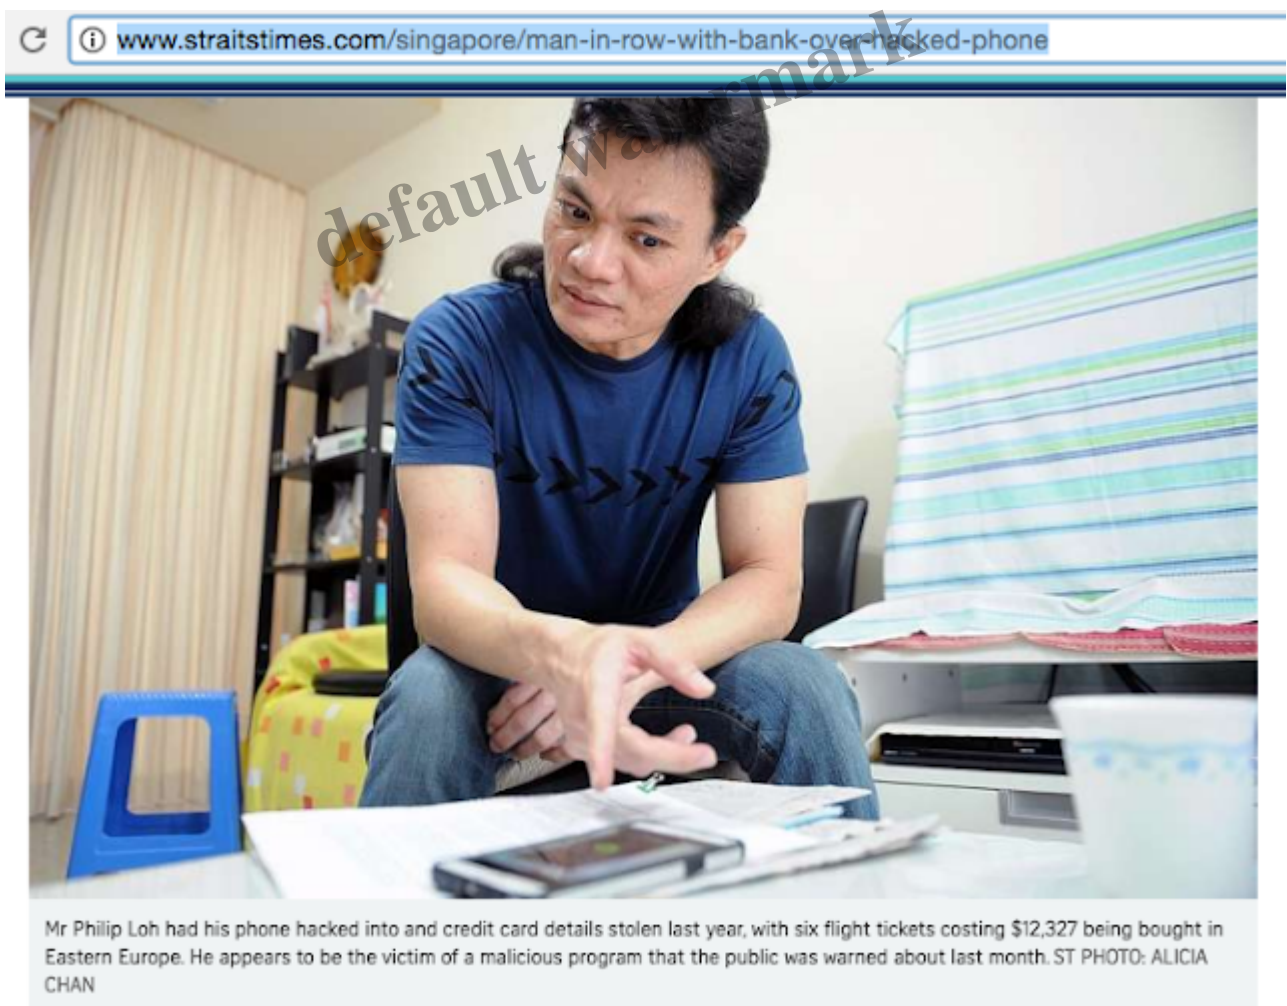 www.straitstimes.com/singapore/man-in-row-with-bank-over-hacked-phone
default watermark
Mr Philip Loh had his phone hacked into and credit card details stolen last year, with six flight tickets costing $12,327 being bought in
Eastern Europe. He appears to be the victim of a malicious program that the public was warned about last month. ST PHOTO: ALICIA
CHAN